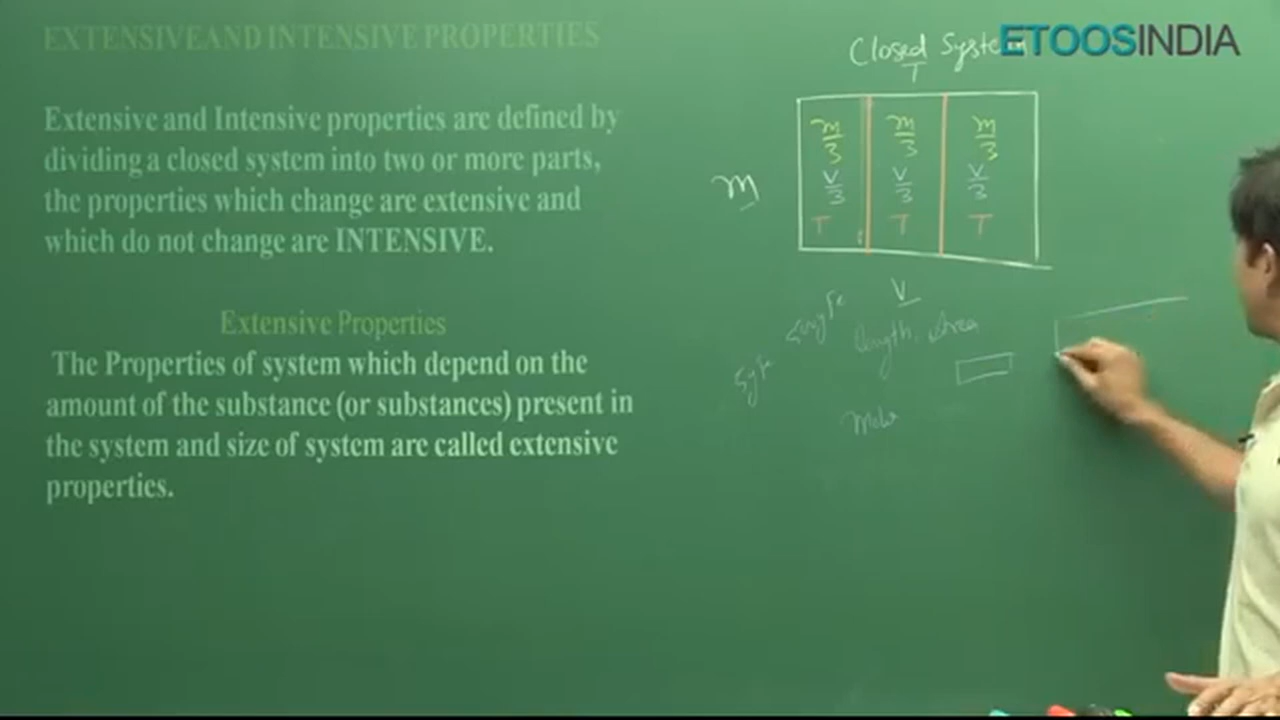 EXTENSIVE AND INTENSIVE PROPERTIES
Extensive and Intensive properties are defined by
dividing a closed system into two or more parts,
the properties which change are extensive and
which do not change are INTENSIVE.
Extensive Properties
The Properties of system which depend on the
amount of the substance (or substances) present in
the system and size of system are called extensive
properties.
ETOOSINDIA
Closed System
T
m/3 m/3 m/3
m
V/3 V/3 V/3
T T T
V
length, Area